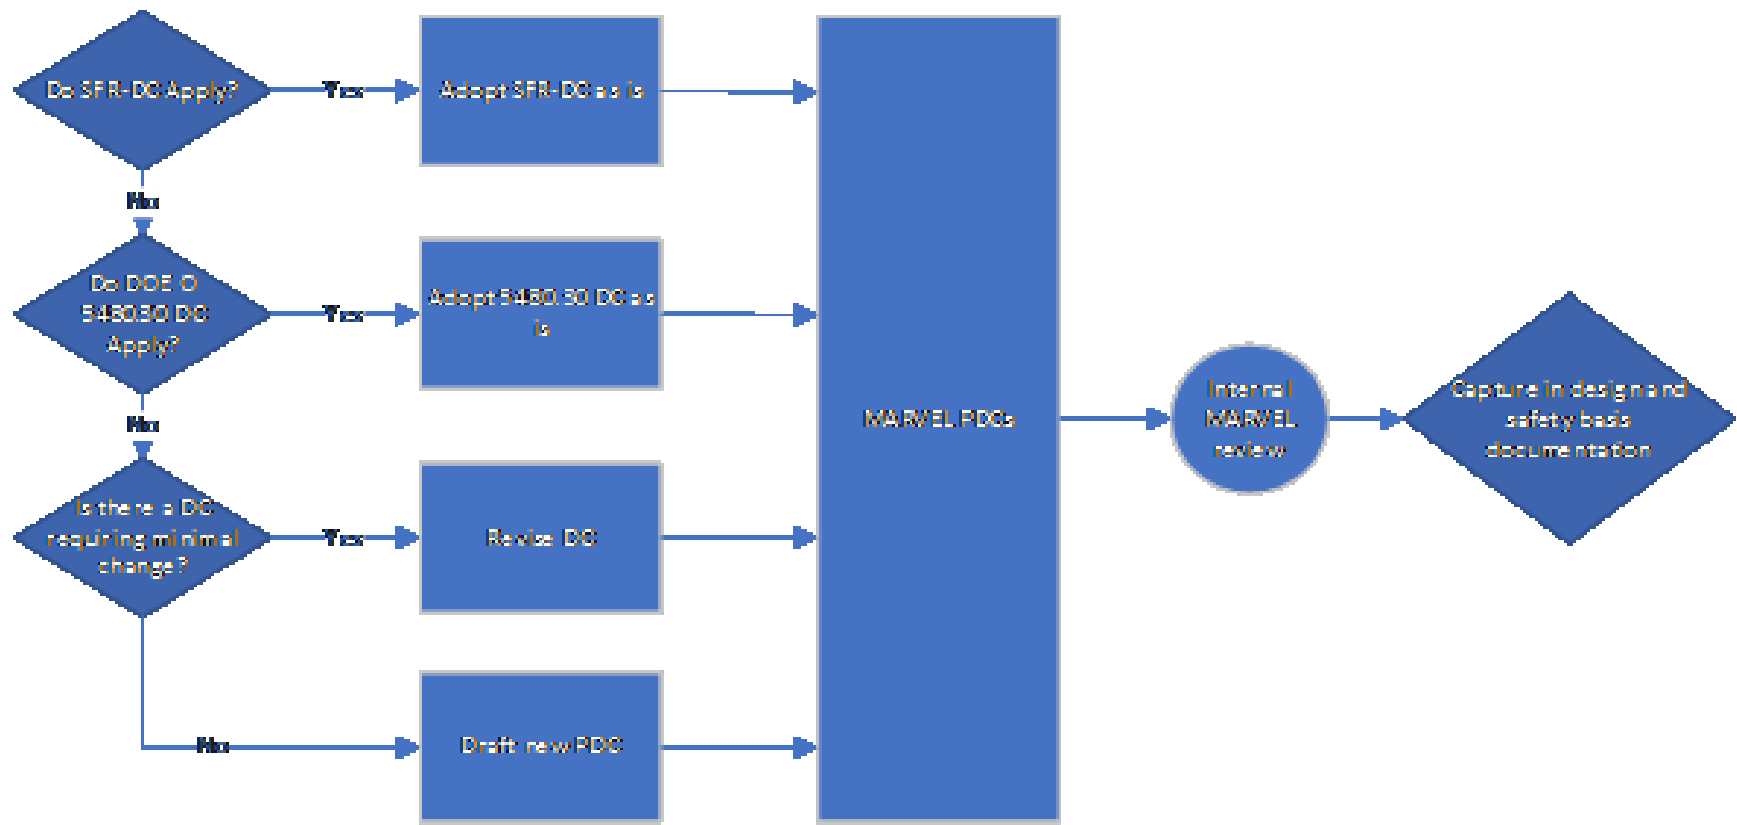 Do SFR-DC Apply?
Yes
Adopt SFR-DC as is
No
Do DOE O
5480.30 DC
Apply?
Yes
Adopt 5480.30 DC as
is
No
Is there a DC
requiring minimal
change?
Yes
Revise DC
No
Draft new PDC
MARVEL PDCs
Internal
MARVEL
review
Capture in design and
safety basis
documentation